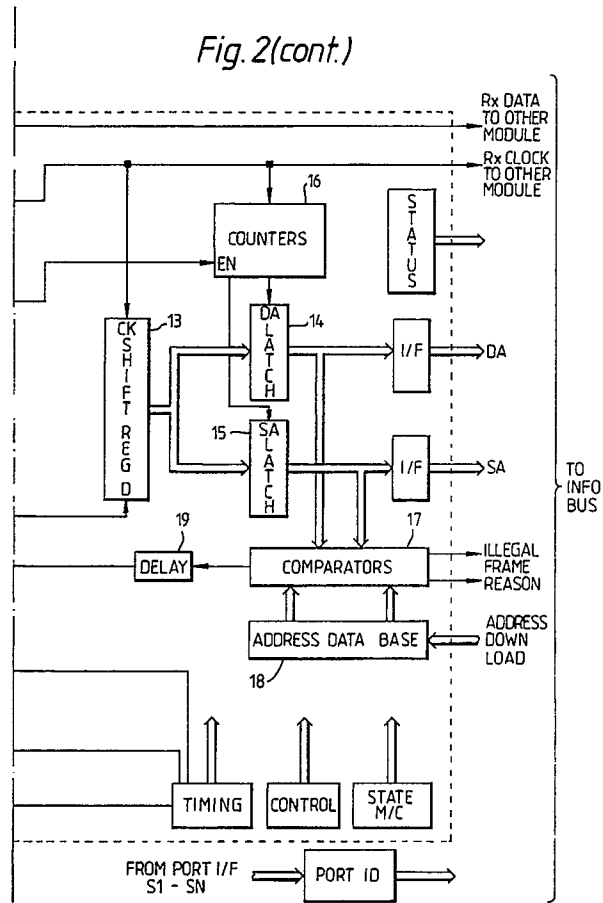 Fig. 2(cont.)
Rx DATA
TO OTHER
MODULE
Rx CLOCK
TO OTHER
MODULE
16
COUNTERS
EN
STATUS
13
CK
SHIFT REG
D
DA
LATCH
14
I/F
DA
15
SA
LATCH
I/F
SA
TO
INFO
BUS
19
DELAY
17
COMPARATORS
ILLEGAL
FRAME
REASON
ADDRESS DATA BASE
18
ADDRESS
DOWN
LOAD
TIMING
CONTROL
STATE
M/C
FROM PORT I/F
S1 - SN
PORT ID